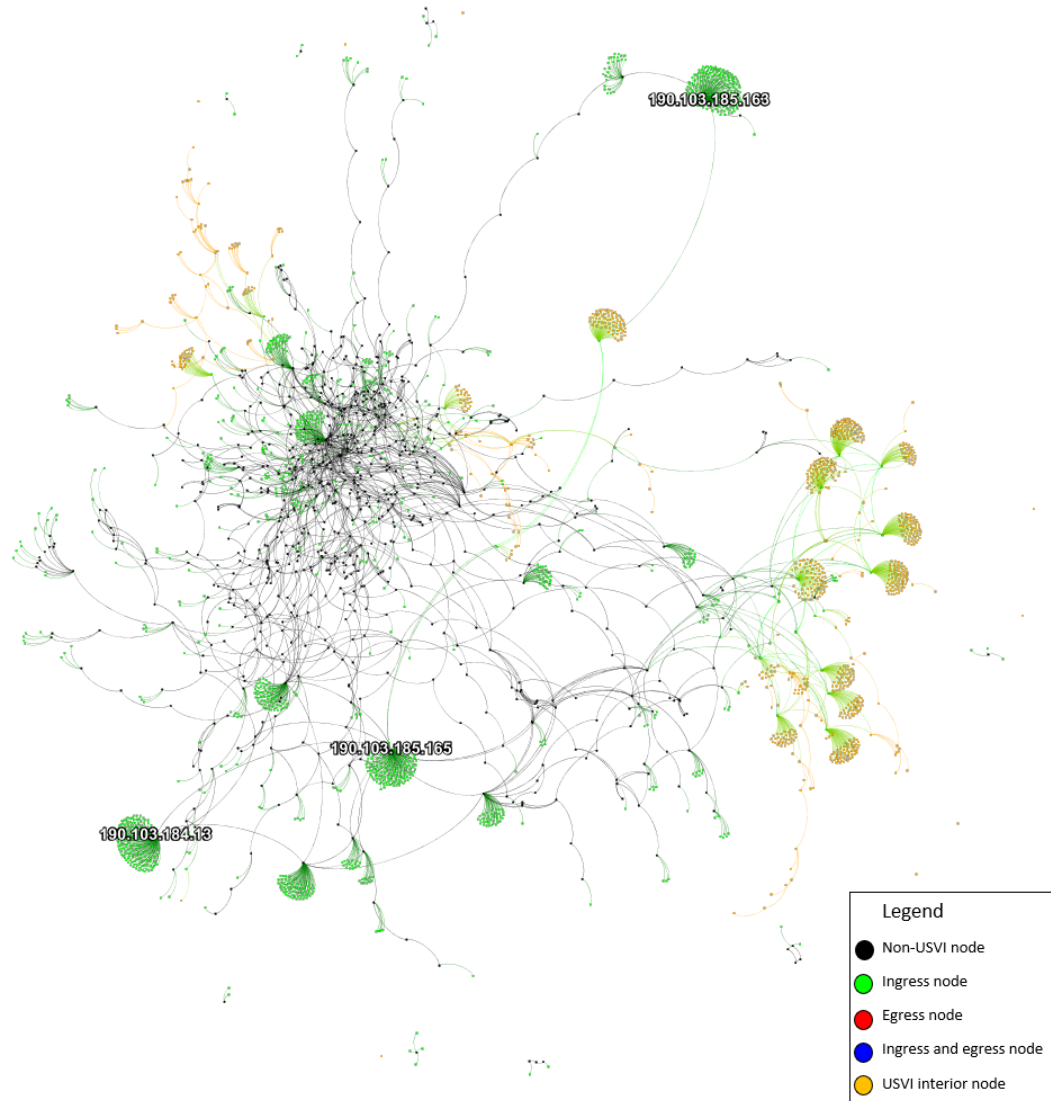 190.103.185.163
190.103.185.165
190.103.184.13
Legend
Non-USVI node
Ingress node
Egress node
Ingress and egress node
USVI interior node